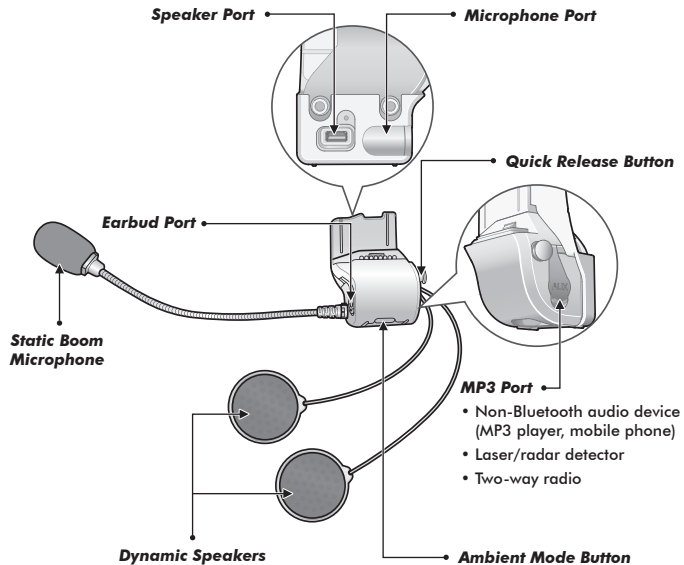 Speaker Port
Microphone Port
Quick Release Button
Earbud Port
AUX
Static Boom
Microphone
MP3 Port
• Non-Bluetooth audio device
(MP3 player, mobile phone)
• Laser/radar detector
• Two-way radio
Dynamic Speakers
Ambient Mode Button